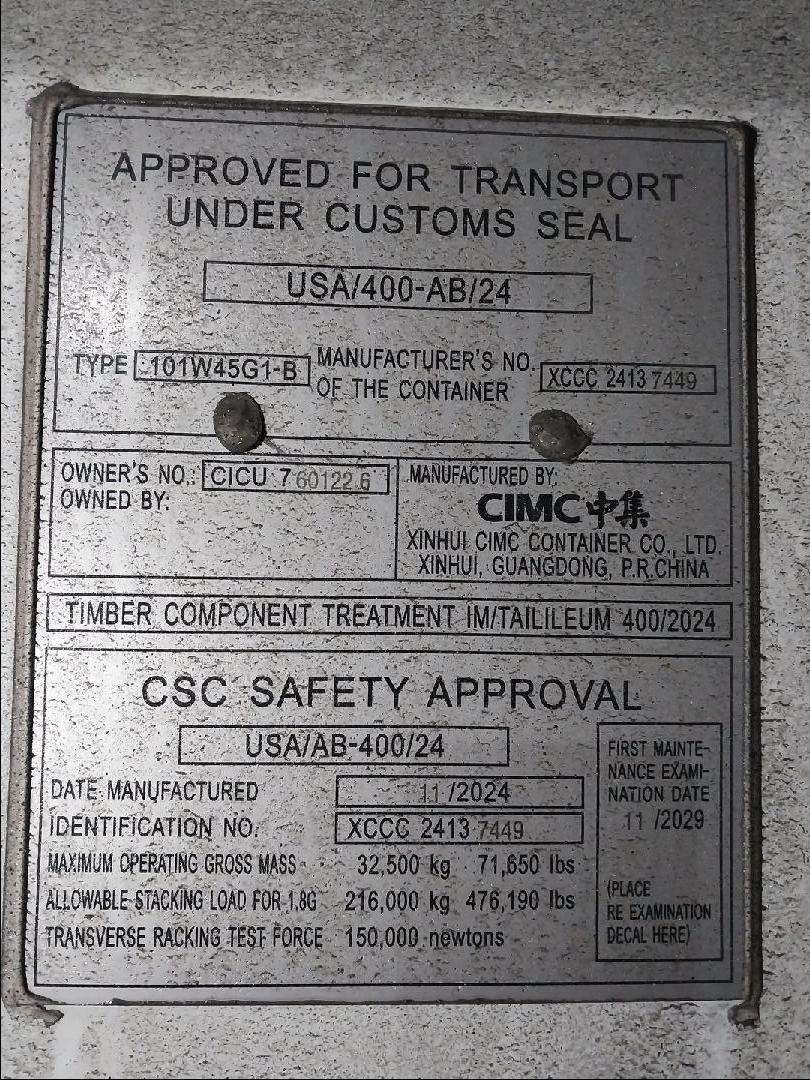 APPROVED FOR TRANSPORT
UNDER CUSTOMS SEAL
USA/400-AB/24
TYPE 101W45G1-B
MANUFACTURER'S NO.
OF THE CONTAINER
XCCC 2413 7449
OWNER'S NO.: CICU 7 60122 6
OWNED BY:
MANUFACTURED BY:
CIMC 中集
XINHUI CIMC CONTAINER CO., LTD.
XINHUI, GUANGDONG, P.R.CHINA
TIMBER COMPONENT TREATMENT IM/TAILILEUM 400/2024
CSC SAFETY APPROVAL
USA/AB-400/24
DATE MANUFACTURED 11 /2024
IDENTIFICATION NO. XCCC 2413 7449
MAXIMUM OPERATING GROSS MASS 32,500 kg 71,650 lbs
ALLOWABLE STACKING LOAD FOR 1.8G 216,000 kg 476,190 lbs
TRANSVERSE RACKING TEST FORCE 150,000 newtons
FIRST MAINTE-
NANCE EXAMI-
NATION DATE
11 /2029
(PLACE
RE EXAMINATION
DECAL HERE)